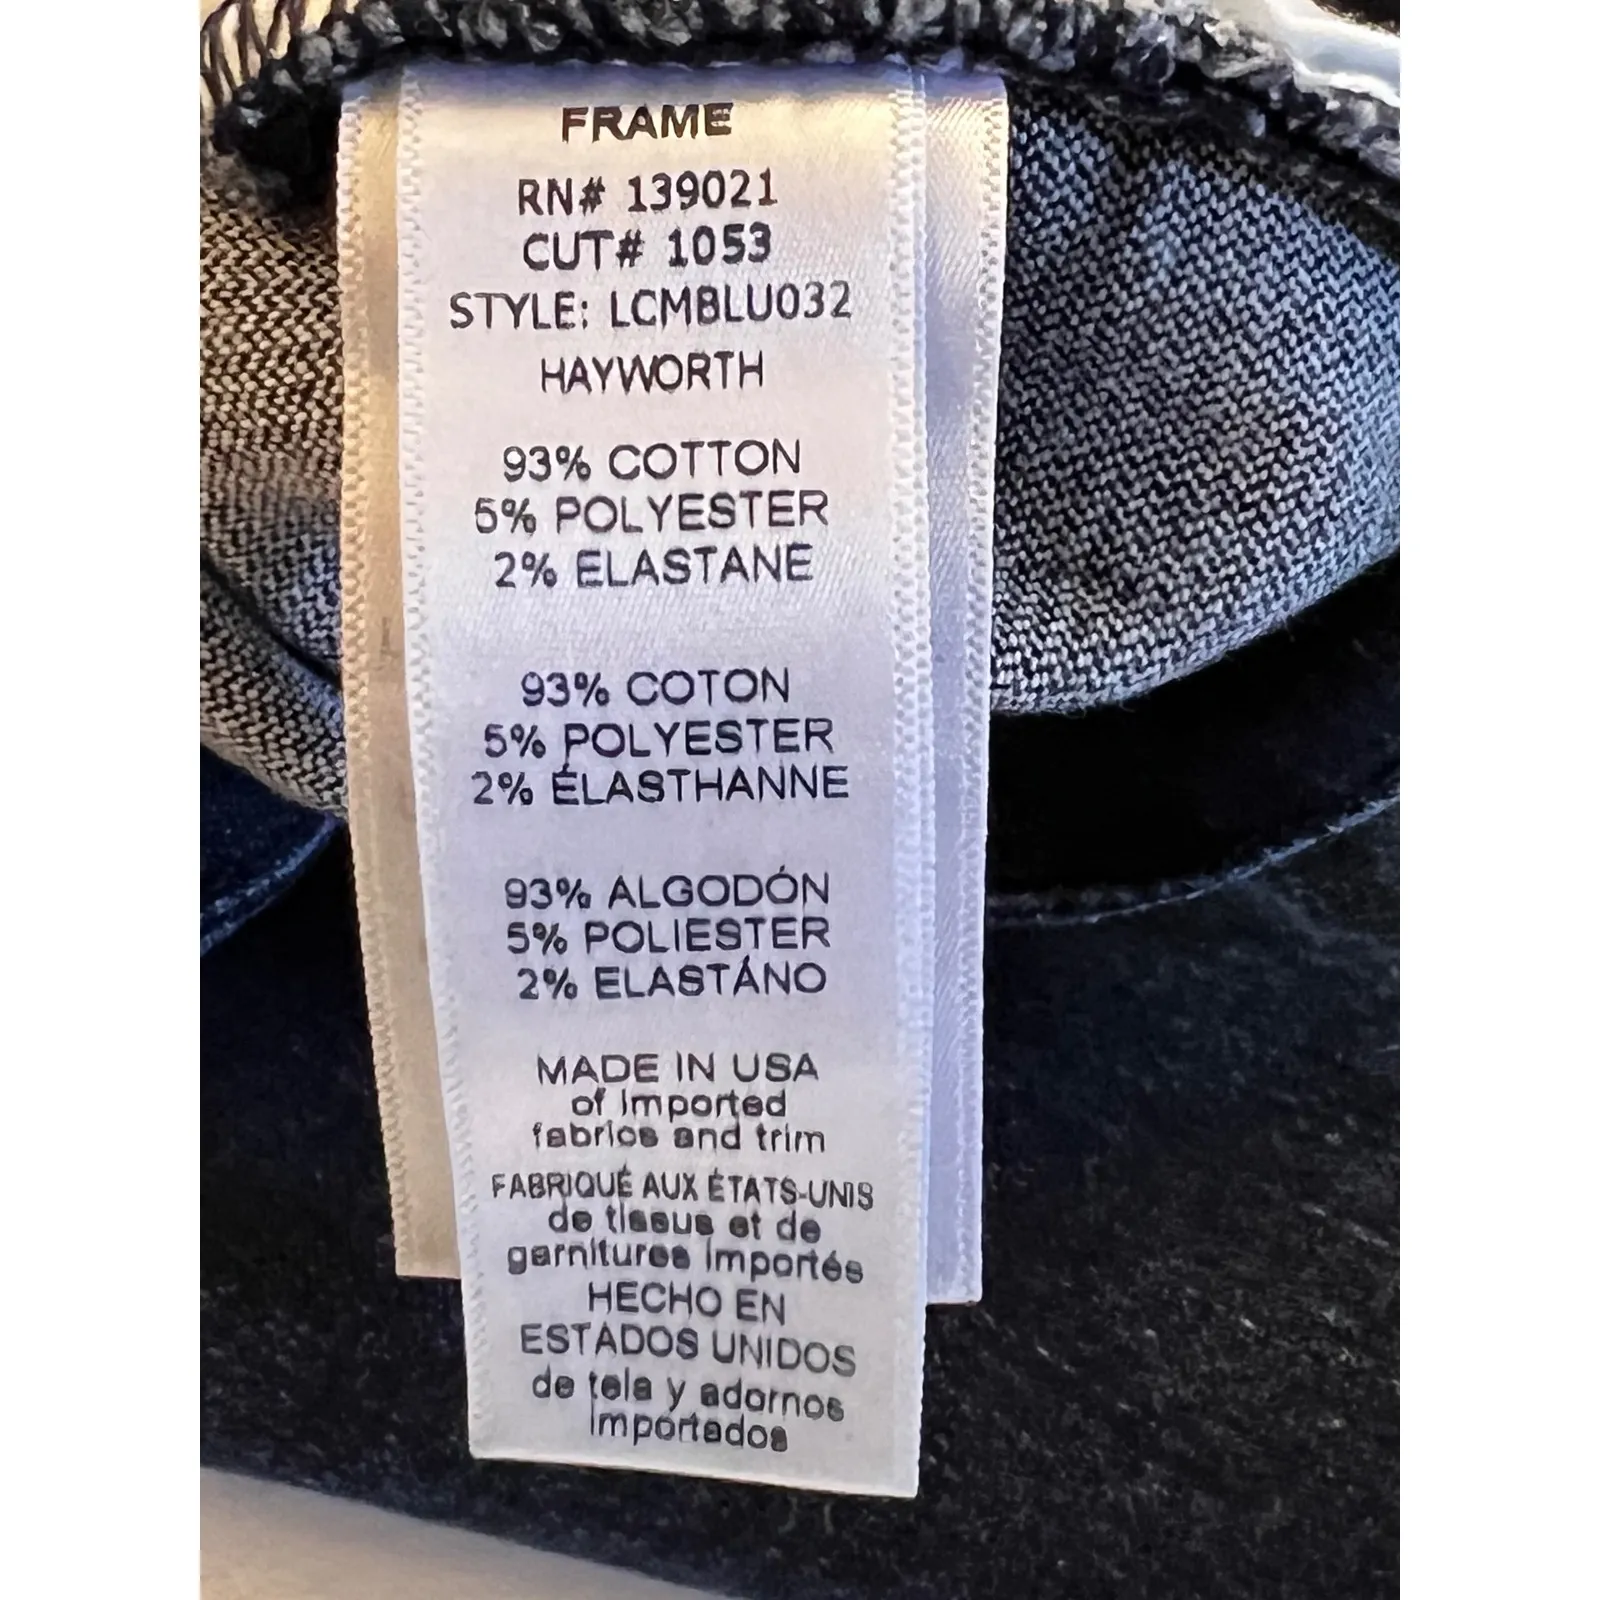 FRAME
RN# 139021
CUT# 1053
STYLE: LCMBLU032
HAYWORTH
93% COTTON
5% POLYESTER
2% ELASTANE
93% COTON
5% POLYESTER
2% ÉLASTHANNE
93% ALGODÓN
5% POLIESTER
2% ELASTÁNO
MADE IN USA
of imported
fabrics and trim
FABRIQUÉ AUX ÉTATS-UNIS
de tissus et de
garnitures importés
HECHO EN
ESTADOS UNIDOS
de tela y adornos
importados